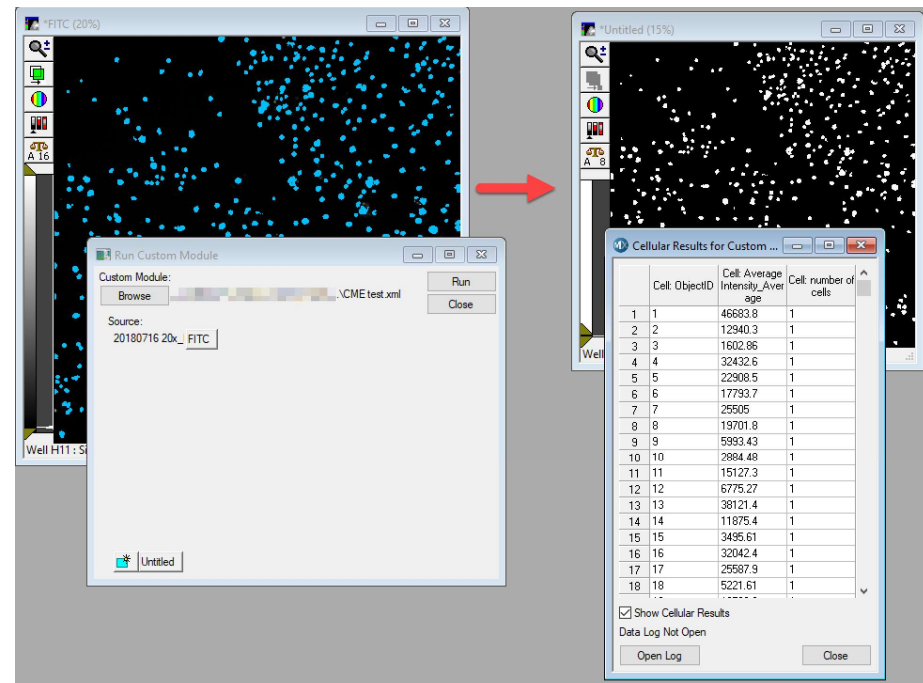 *FITC (20%)
A 16
Well H11 : Si
Run Custom Module
Custom Module:
Browse
.\CME test.xml
Run
Close
Source:
20180716 20x_
FITC
Untitled
*Untitled (15%)
A 8
Well
Cellular Results for Custom ...
Cell: ObjectID
Cell: Average
Intensity_Aver
age
Cell: number of
cells
1 1 46683.8 1
2 2 12940.3 1
3 3 1602.86 1
4 4 32432.6 1
5 5 22908.5 1
6 6 17793.7 1
7 7 25505 1
8 8 19701.8 1
9 9 5993.43 1
10 10 2884.48 1
11 11 15127.3 1
12 12 6775.27 1
13 13 38121.4 1
14 14 11875.4 1
15 15 3495.61 1
16 16 32042.4 1
17 17 25587.9 1
18 18 5221.61 1
Show Cellular Results
Data Log Not Open
Open Log
Close